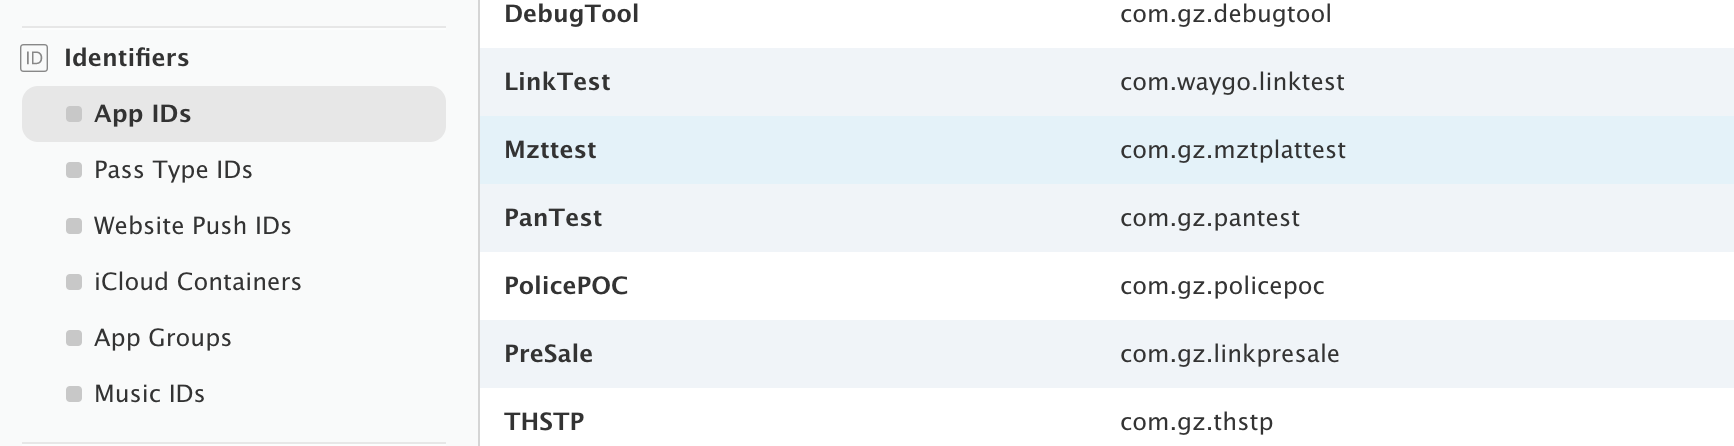 ID Identifiers
App IDs
Pass Type IDs
Website Push IDs
iCloud Containers
App Groups
Music IDs
DebugTool com.gz.debugtool
LinkTest com.waygo.linktest
Mzttest com.gz.mztplattest
PanTest com.gz.pantest
PolicePOC com.gz.policepoc
PreSale com.gz.linkpresale
THSTP com.gz.thstp